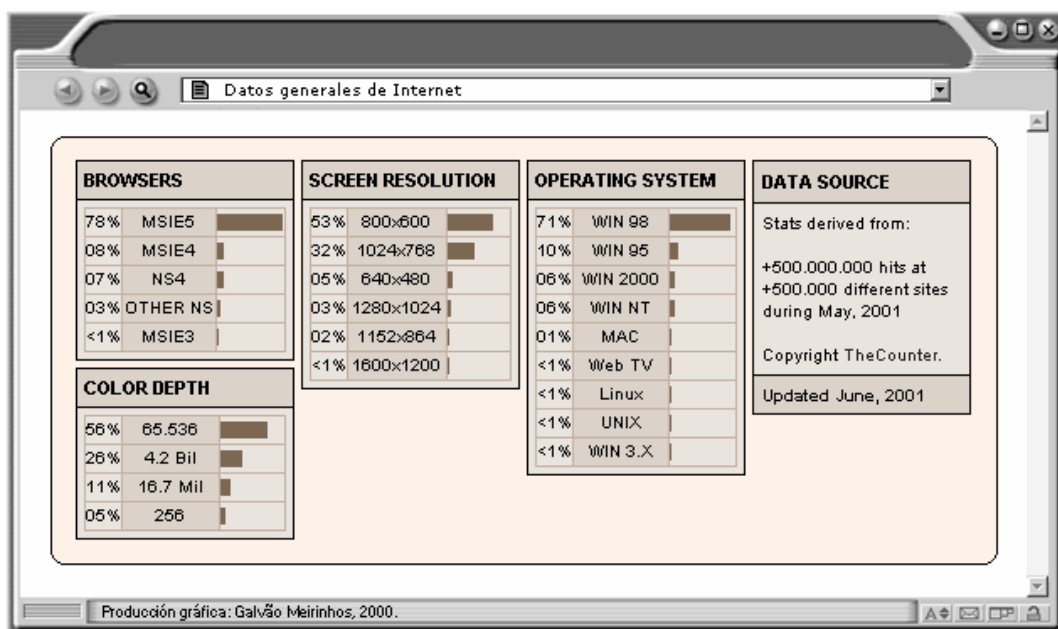 Datos generales de Internet
BROWSERS
78% MSIE5
08% MSIE4
07% NS4
03% OTHER NS
<1% MSIE3
COLOR DEPTH
56% 65.536
26% 4.2 Bil
11% 16.7 Mil
05% 256
SCREEN RESOLUTION
53% 800x600
32% 1024x768
05% 640x480
03% 1280x1024
02% 1152x864
<1% 1600x1200
OPERATING SYSTEM
71% WIN 98
10% WIN 95
06% WIN 2000
06% WIN NT
01% MAC
<1% Web TV
<1% Linux
<1% UNIX
<1% WIN 3.X
DATA SOURCE
Stats derived from:
+500.000.000 hits at
+500.000 different sites
during May, 2001
Copyright TheCounter.
Updated June, 2001
Producción gráfica: Galvão Meirinhos, 2000.
A